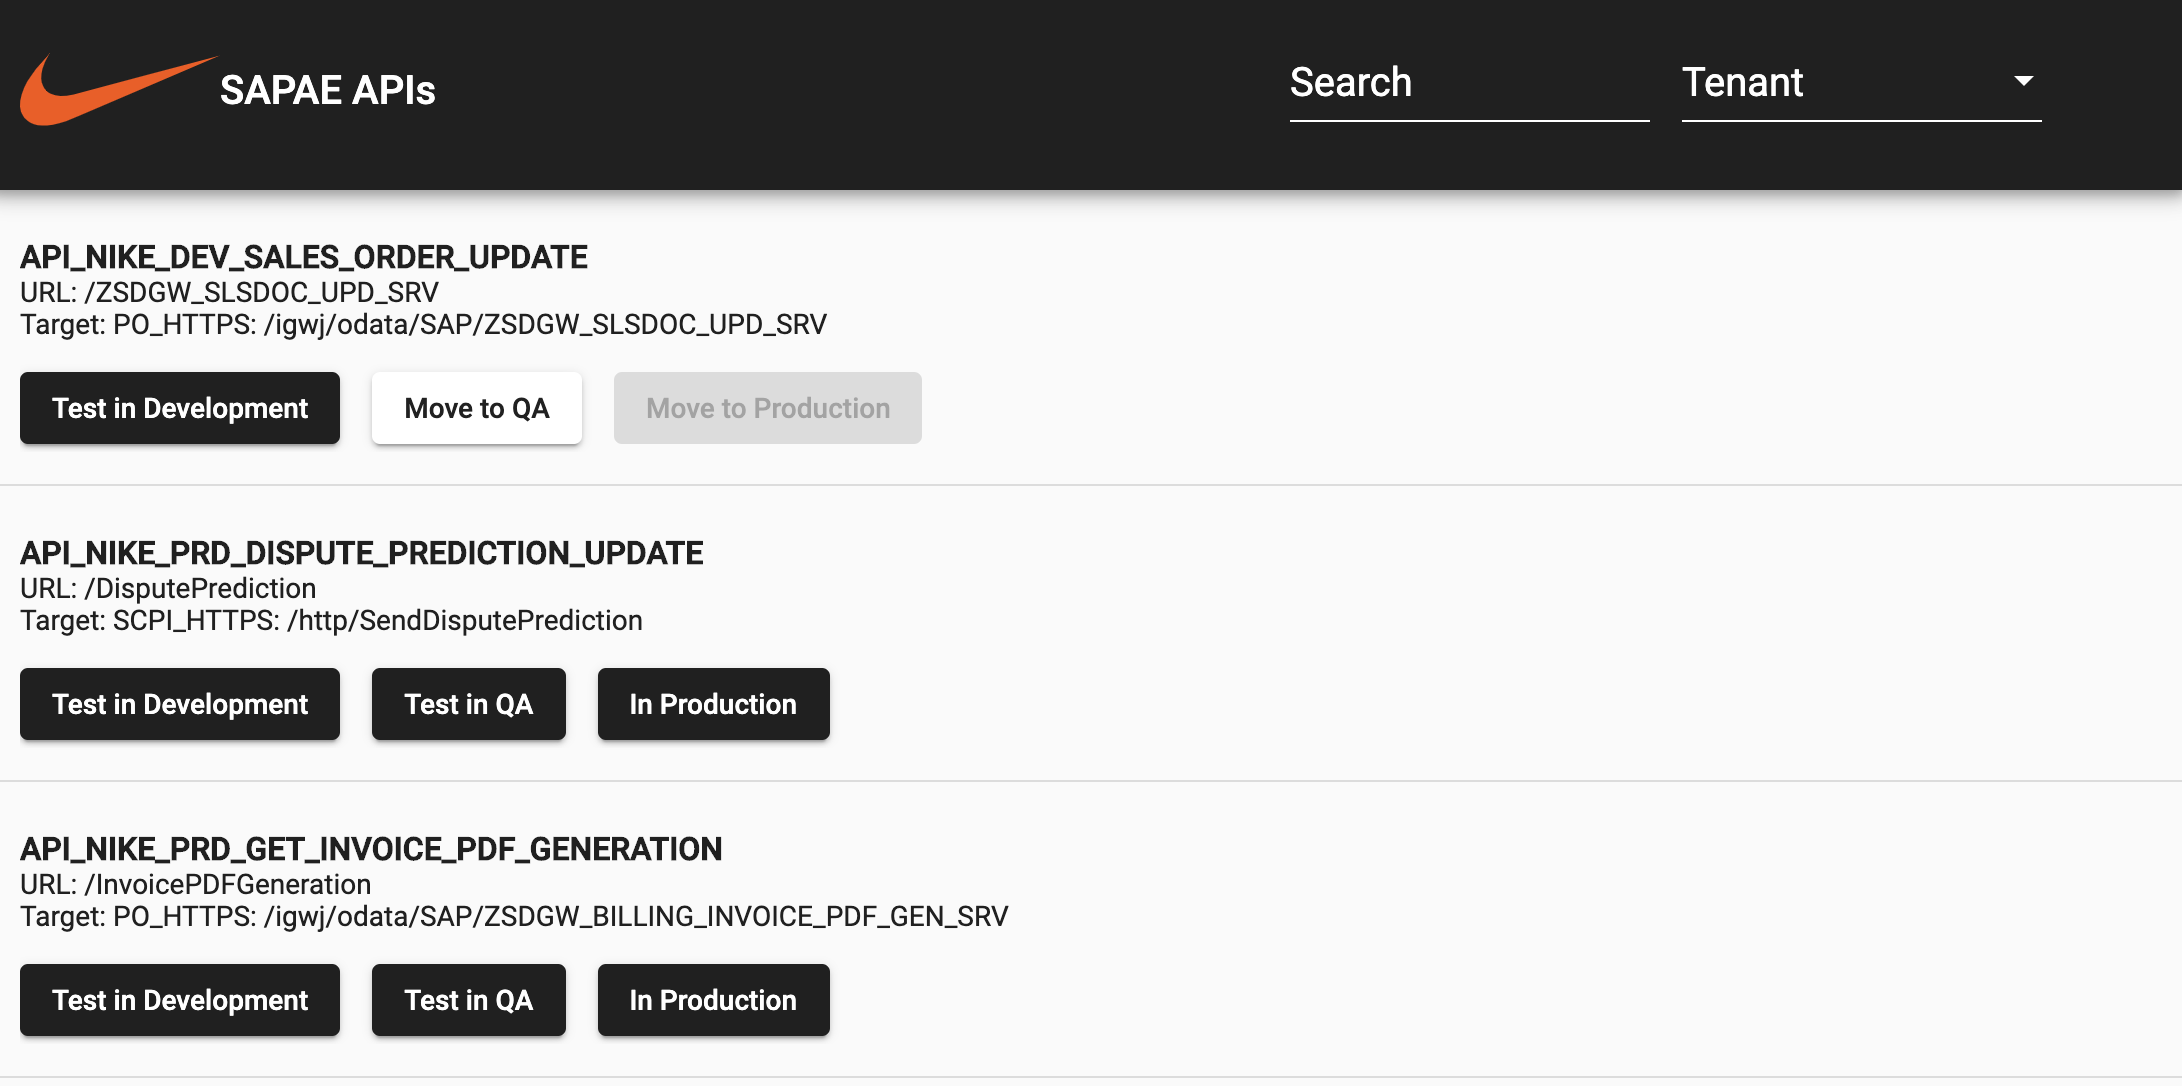 SAPAE APIs
Search
Tenant
API_NIKE_DEV_SALES_ORDER_UPDATE
URL: /ZSDGW_SLSDOC_UPD_SRV
Target: PO_HTTPS: /igwj/odata/SAP/ZSDGW_SLSDOC_UPD_SRV
Test in Development
Move to QA
Move to Production
API_NIKE_PRD_DISPUTE_PREDICTION_UPDATE
URL: /DisputePrediction
Target: SCPI_HTTPS: /http/SendDisputePrediction
Test in Development
Test in QA
In Production
API_NIKE_PRD_GET_INVOICE_PDF_GENERATION
URL: /InvoicePDFGeneration
Target: PO_HTTPS: /igwj/odata/SAP/ZSDGW_BILLING_INVOICE_PDF_GEN_SRV
Test in Development
Test in QA
In Production